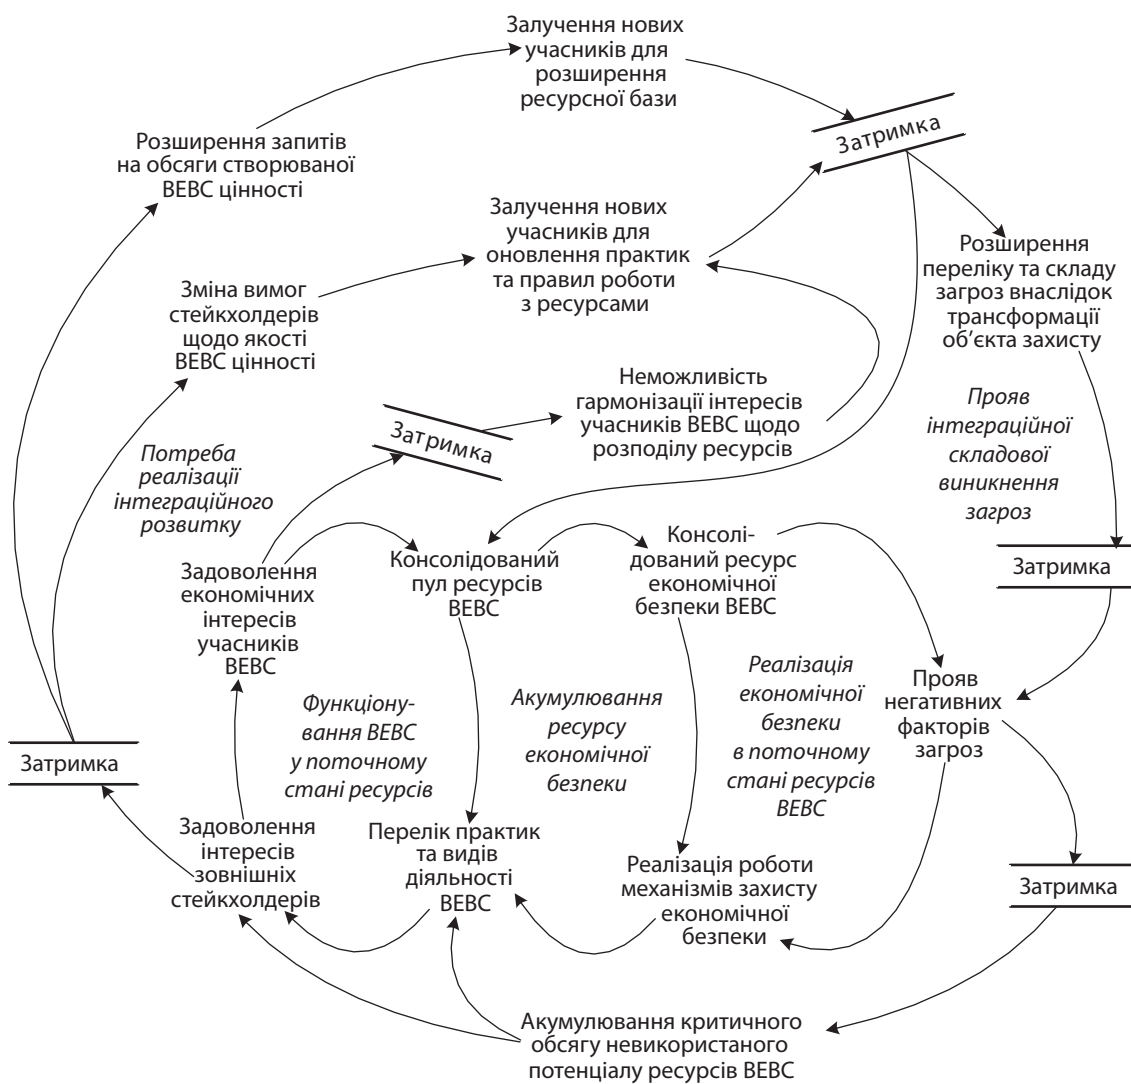 Залучення нових
учасників для
розширення
ресурсної бази
Затримка
Розширення запитів
на обсяги створюваної
ВЕВС цінності
Залучення нових
учасників для
оновлення практик
та правил роботи
з ресурсами
Розширення
переліку та складу
загроз внаслідок
трансформації
об’єкта захисту
Зміна вимог
стейкхолдерів
щодо якості
ВЕВС цінності
Неможливість
гармонізації інтересів
учасників ВЕВС щодо
розподілу ресурсів
Затримка
Прояв
інтеграційної
складової
виникнення
загроз
Потреба
реалізації
інтеграційного
розвитку
Задоволення
економічних
інтересів
учасників
ВЕВС
Консолідований
пул ресурсів
ВЕВС
Консолі-
дований ресурс
економічної
безпеки ВЕВС
Затримка
Функціону-
вання ВЕВС
у поточному
стані ресурсів
Акумулювання
ресурсу
економічної
безпеки
Реалізація
економічної
безпеки
в поточному
стані ресурсів
ВЕВС
Прояв
негативних
факторів
загроз
Затримка
Задоволення
інтересів
зовнішніх
стейкхолдерів
Перелік практик
та видів
діяльності
ВЕВС
Реалізація роботи
механізмів захисту
економічної
безпеки
Затримка
Акумулювання критичного
обсягу невикористаного
потенціалу ресурсів ВЕВС